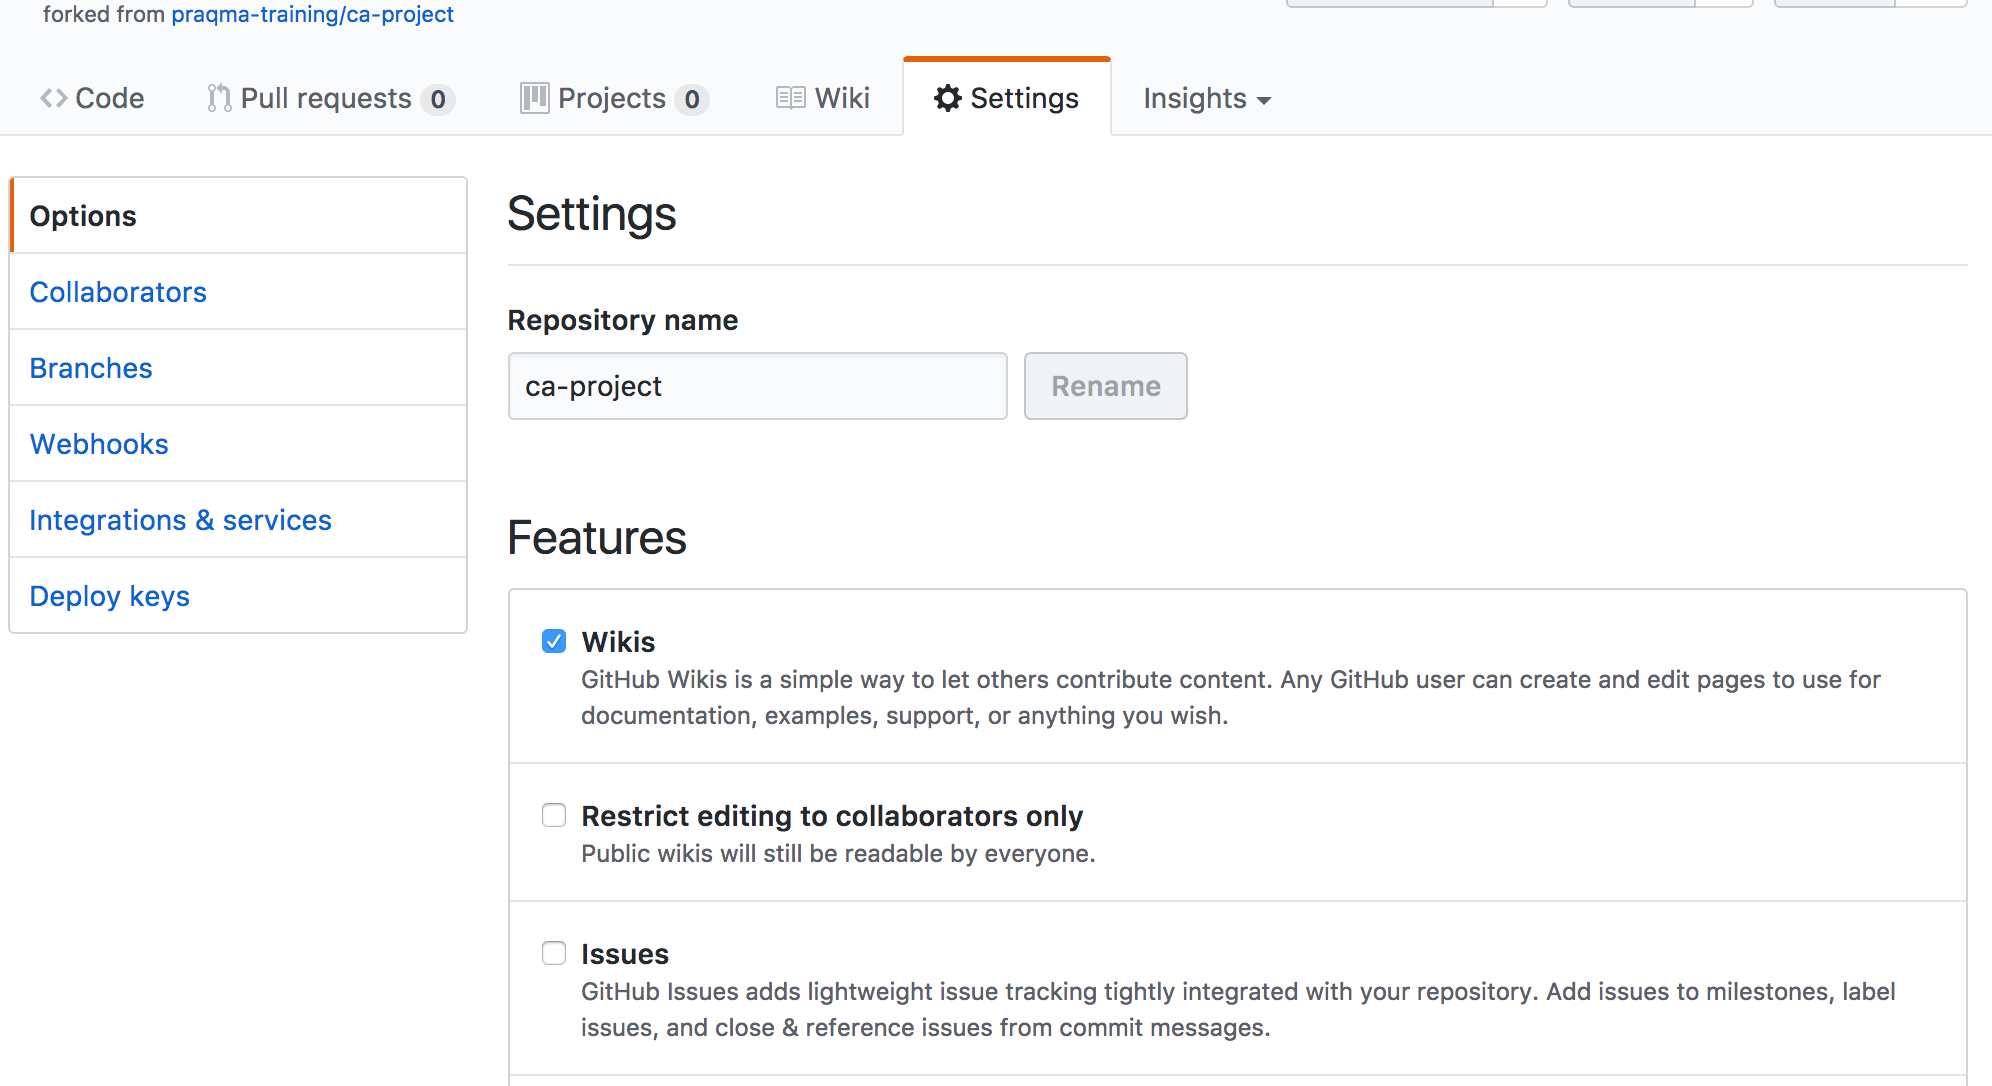 forked from praqma-training/ca-project
Code Pull requests 0 Projects 0 Wiki Settings Insights
Options
Collaborators
Branches
Webhooks
Integrations & services
Deploy keys
Settings
Repository name
ca-project Rename
Features
Wikis
GitHub Wikis is a simple way to let others contribute content. Any GitHub user can create and edit pages to use for
documentation, examples, support, or anything you wish.
Restrict editing to collaborators only
Public wikis will still be readable by everyone.
Issues
GitHub Issues adds lightweight issue tracking tightly integrated with your repository. Add issues to milestones, label
issues, and close & reference issues from commit messages.